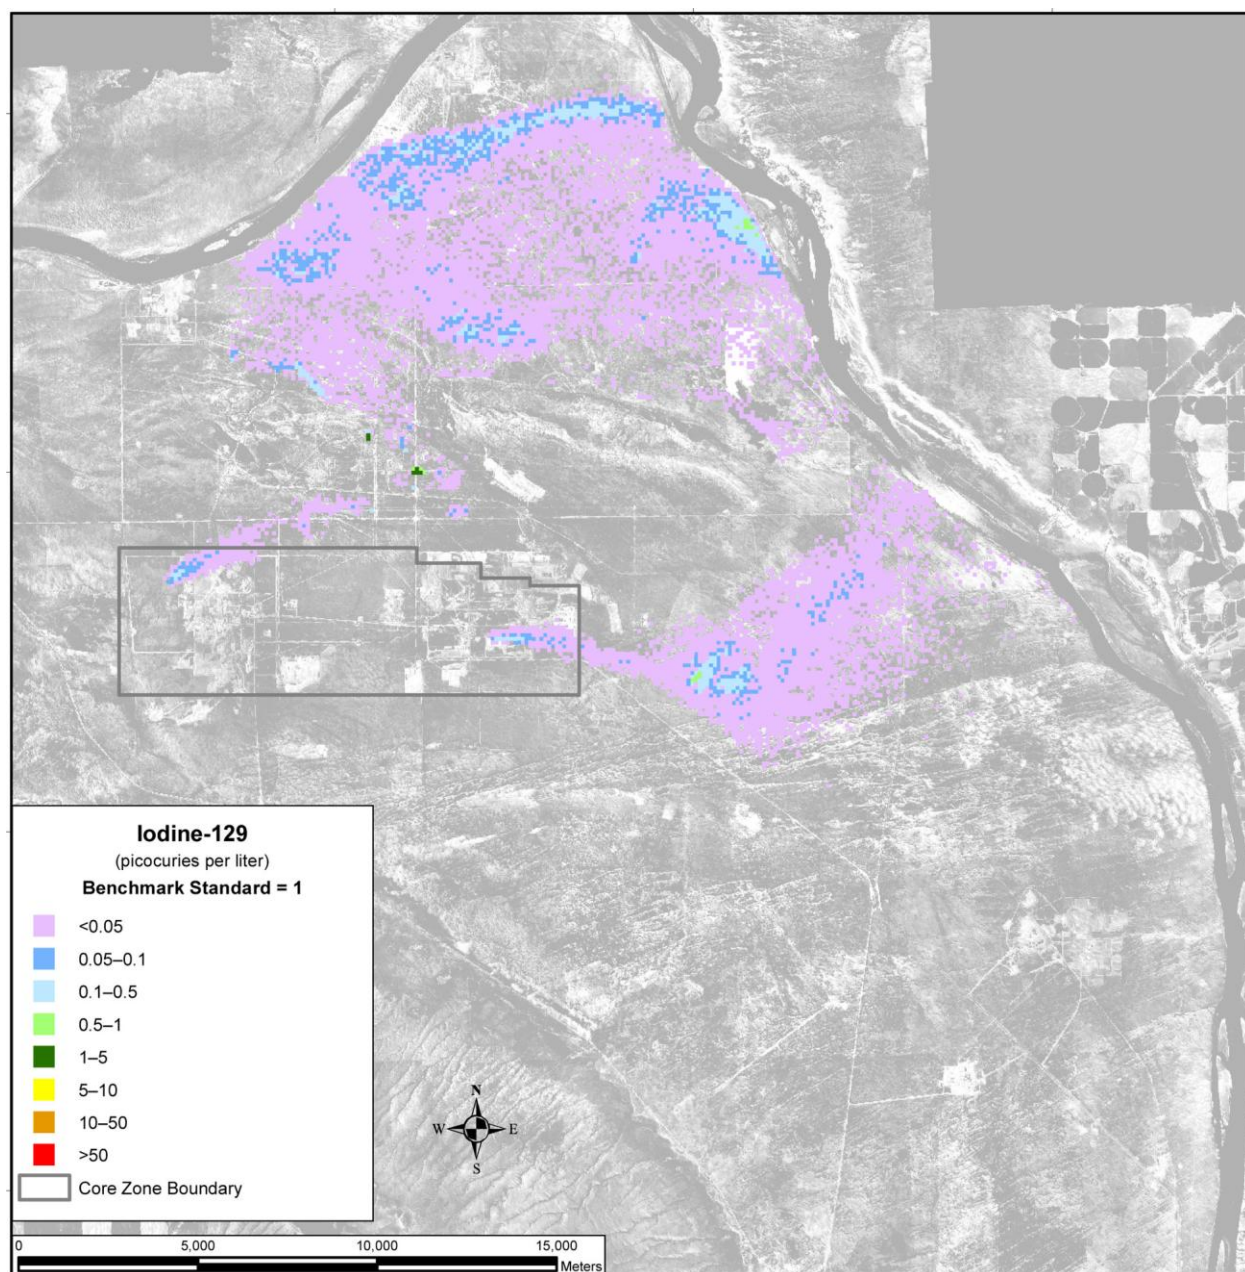 Iodine-129
(picocuries per liter)
Benchmark Standard = 1
<0.05
0.05–0.1
0.1–0.5
0.5–1
1–5
5–10
10–50
>50
Core Zone Boundary
N
W E
S
0 5,000 10,000 15,000
Meters